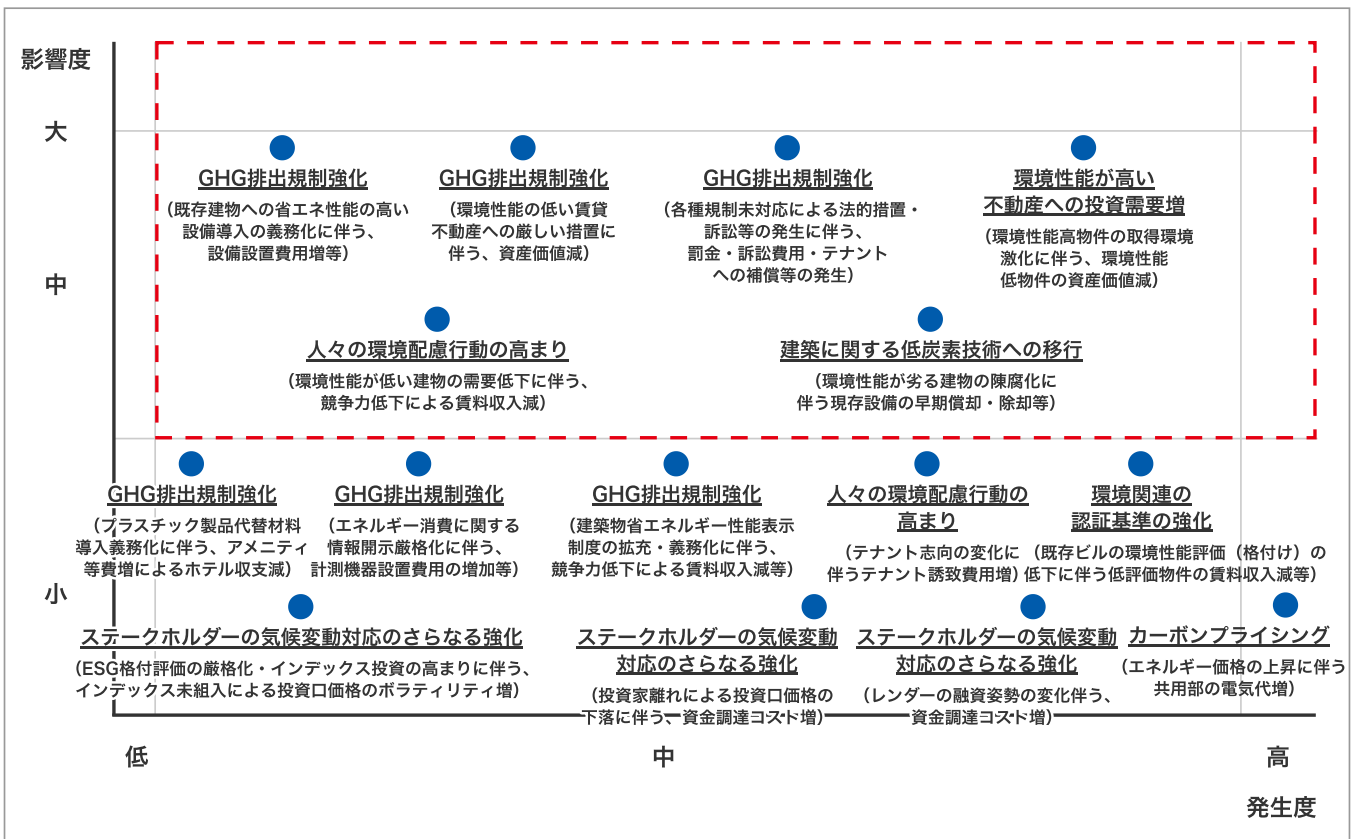 影響度
大
中
小
GHG排出規制強化
（既存建物への省エネ性能の高い
設備導入の義務化に伴う、
設備設置費用増等）
GHG排出規制強化
（環境性能の低い賃貸
不動産への厳しい措置に
伴う、資産価値減）
GHG排出規制強化
（各種規制未対応による法的措置・
訴訟等の発生に伴う、
罰金・訴訟費用・テナント
への補償等の発生）
環境性能が高い
不動産への投資需要増
（環境性能高物件の取得環境
激化に伴う、環境性能
低物件の資産価値減）
人々の環境配慮行動の高まり
（環境性能が低い建物の需要低下に伴う、
競争力低下による賃料収入減）
建築に関する低炭素技術への移行
（環境性能が劣る建物の陳腐化に
伴う現存設備の早期償却・除却等）
GHG排出規制強化
（プラスチック製品代替材料
導入義務化に伴う、アメニティ
等費増によるホテル収支減）
GHG排出規制強化
（エネルギー消費に関する
情報開示厳格化に伴う、
計測機器設置費用の増加等）
GHG排出規制強化
（建築物省エネルギー性能表示
制度の拡充・義務化に伴う、
競争力低下による賃料収入減等）
人々の環境配慮行動の
高まり
（テナント志向の変化に
伴うテナント誘致費用増）
環境関連の
認証基準の強化
（既存ビルの環境性能評価（格付け）の
低下に伴う低評価物件の賃料収入減等）
ステークホルダーの気候変動対応のさらなる強化
（ESG格付評価の厳格化・インデックス投資の高まりに伴う、
インデックス未組入による投資口価格のボラティリティ増）
ステークホルダーの気候変動
対応のさらなる強化
（投資家離れによる投資口価格の
下落に伴う、資金調達コスト増）
ステークホルダーの気候変動
対応のさらなる強化
（レンダーの融資姿勢の変化伴う、
資金調達コスト増）
カーボンプライシング
（エネルギー価格の上昇に伴う
共用部の電気代増）
低
中
高
発生度